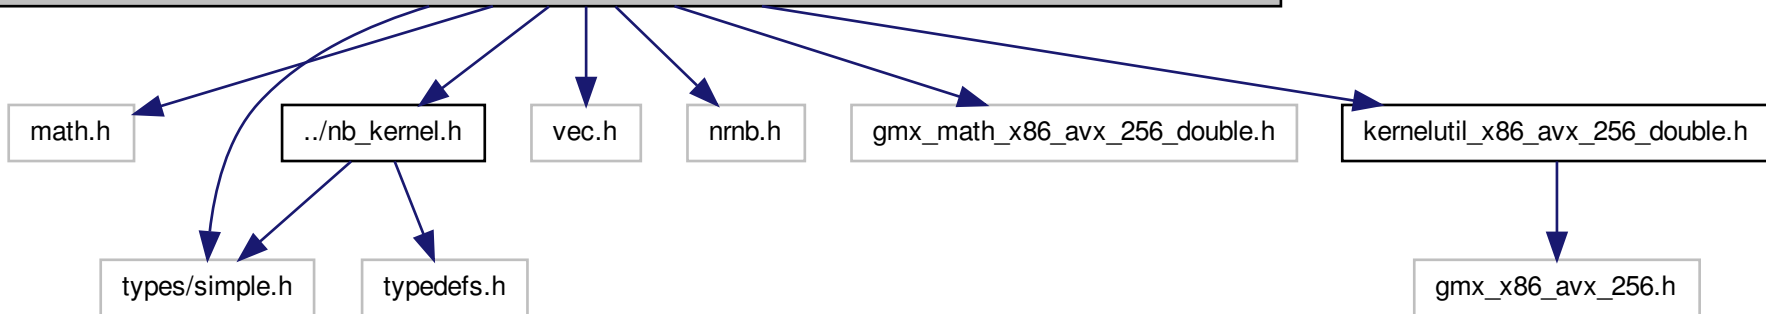 math.h
../nb_kernel.h
vec.h
nrnb.h
gmx_math_x86_avx_256_double.h
kernelutil_x86_avx_256_double.h
types/simple.h
typedefs.h
gmx_x86_avx_256.h